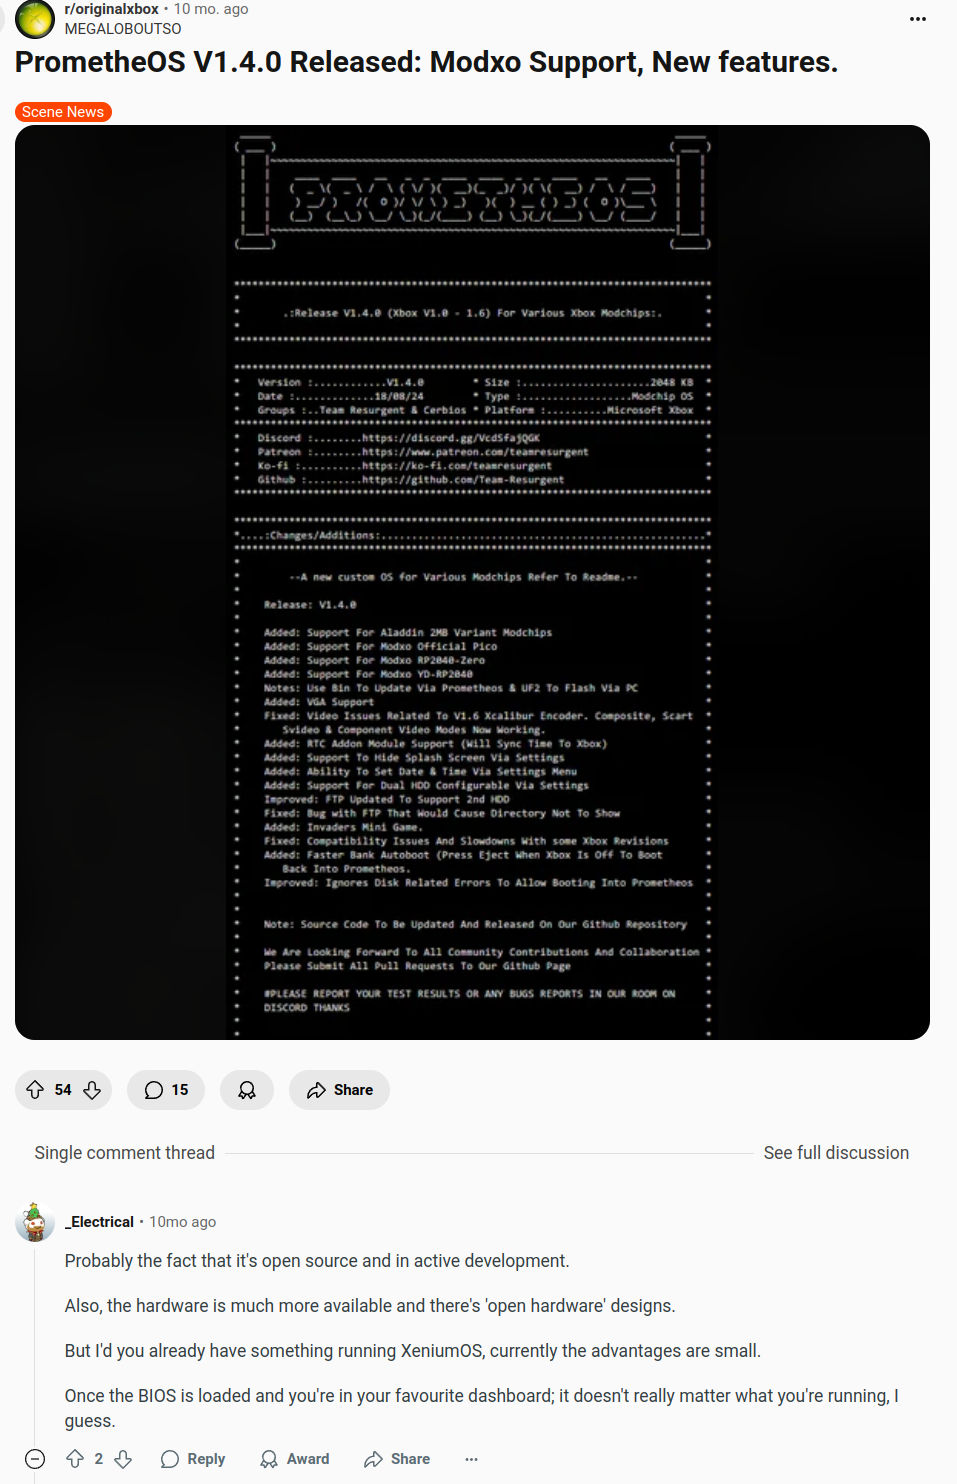 r/originalxbox • 10 mo. ago
MEGALOBOUTSO
PrometheOS V1.4.0 Released: Modxo Support, New features.
Scene News
PROMETHEOS
.:Release V1.4.0 (Xbox V1.0 - 1.6) For Various Xbox Modchips:.
* Version :............V1.4.0 * Size :.....................2048 KB *
* Date :.............18/08/24 * Type :..................Modchip OS *
* Groups :..Team Resurgent & Cerbios * Platform :..........Microsoft Xbox *
* Discord :........https://discord.gg/VcdSfajQGK *
* Patreon :........https://www.patreon.com/teamresurgent *
* Ko-fi :..........https://ko-fi.com/teamresurgent *
* Github :.........https://github.com/Team-Resurgent *
*....:Changes/Additions:......................................................*
--A new custom OS for Various Modchips Refer To Readme.--
Release: V1.4.0
Added: Support For Aladdin 2MB Variant Modchips
Added: Support For Modxo Official Pico
Added: Support For Modxo RP2040-Zero
Added: Support For Modxo YD-RP2040
Notes: Use Bin To Update Via Prometheos & UF2 To Flash Via PC
Added: VGA Support
Fixed: Video Issues Related To V1.6 Xcalibur Encoder. Composite, Scart
Svideo & Component Video Modes Now Working.
Added: RTC Addon Module Support (Will Sync Time To Xbox)
Added: Support To Hide Splash Screen Via Settings
Added: Ability To Set Date & Time Via Settings Menu
Added: Support For Dual HDD Configurable Via Settings
Improved: FTP Updated To Support 2nd HDD
Fixed: Bug with FTP That Would Cause Directory Not To Show
Added: Invaders Mini Game.
Fixed: Compatibility Issues And Slowdowns With some Xbox Revisions
Added: Faster Bank Autoboot (Press Eject When Xbox Is Off To Boot
Back Into Prometheos.
Improved: Ignores Disk Related Errors To Allow Booting Into Prometheos
Note: Source Code To Be Updated And Released On Our Github Repository
We Are Looking Forward To All Community Contributions And Collaboration
Please Submit All Pull Requests To Our Github Page
#PLEASE REPORT YOUR TEST RESULTS OR ANY BUGS REPORTS IN OUR ROOM ON
DISCORD THANKS
54 15 Share
Single comment thread See full discussion
_Electrical • 10mo ago
Probably the fact that it's open source and in active development.
Also, the hardware is much more available and there's 'open hardware' designs.
But I'd you already have something running XeniumOS, currently the advantages are small.
Once the BIOS is loaded and you're in your favourite dashboard; it doesn't really matter what you're running, I
guess.
2 Reply Award Share ...